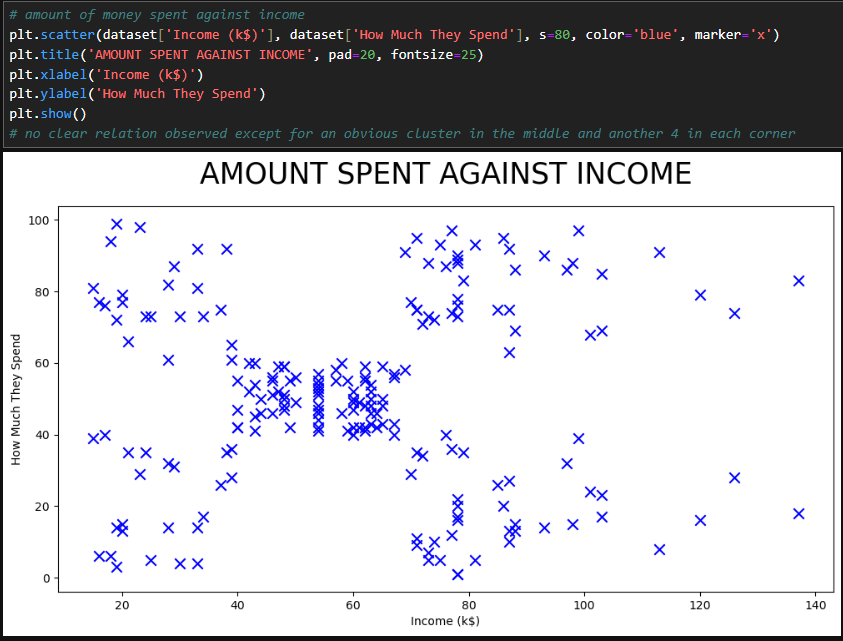 # amount of money spent against income
plt.scatter(dataset['Income (k$)'], dataset['How Much They Spend'], s=80, color='blue', marker='x')
plt.title('AMOUNT SPENT AGAINST INCOME', pad=20, fontsize=25)
plt.xlabel('Income (k$)')
plt.ylabel('How Much They Spend')
plt.show()
# no clear relation observed except for an obvious cluster in the middle and another 4 in each corner
AMOUNT SPENT AGAINST INCOME
How Much They Spend
100
80
60
40
20
0
20 40 60 80 100 120 140
Income (k$)